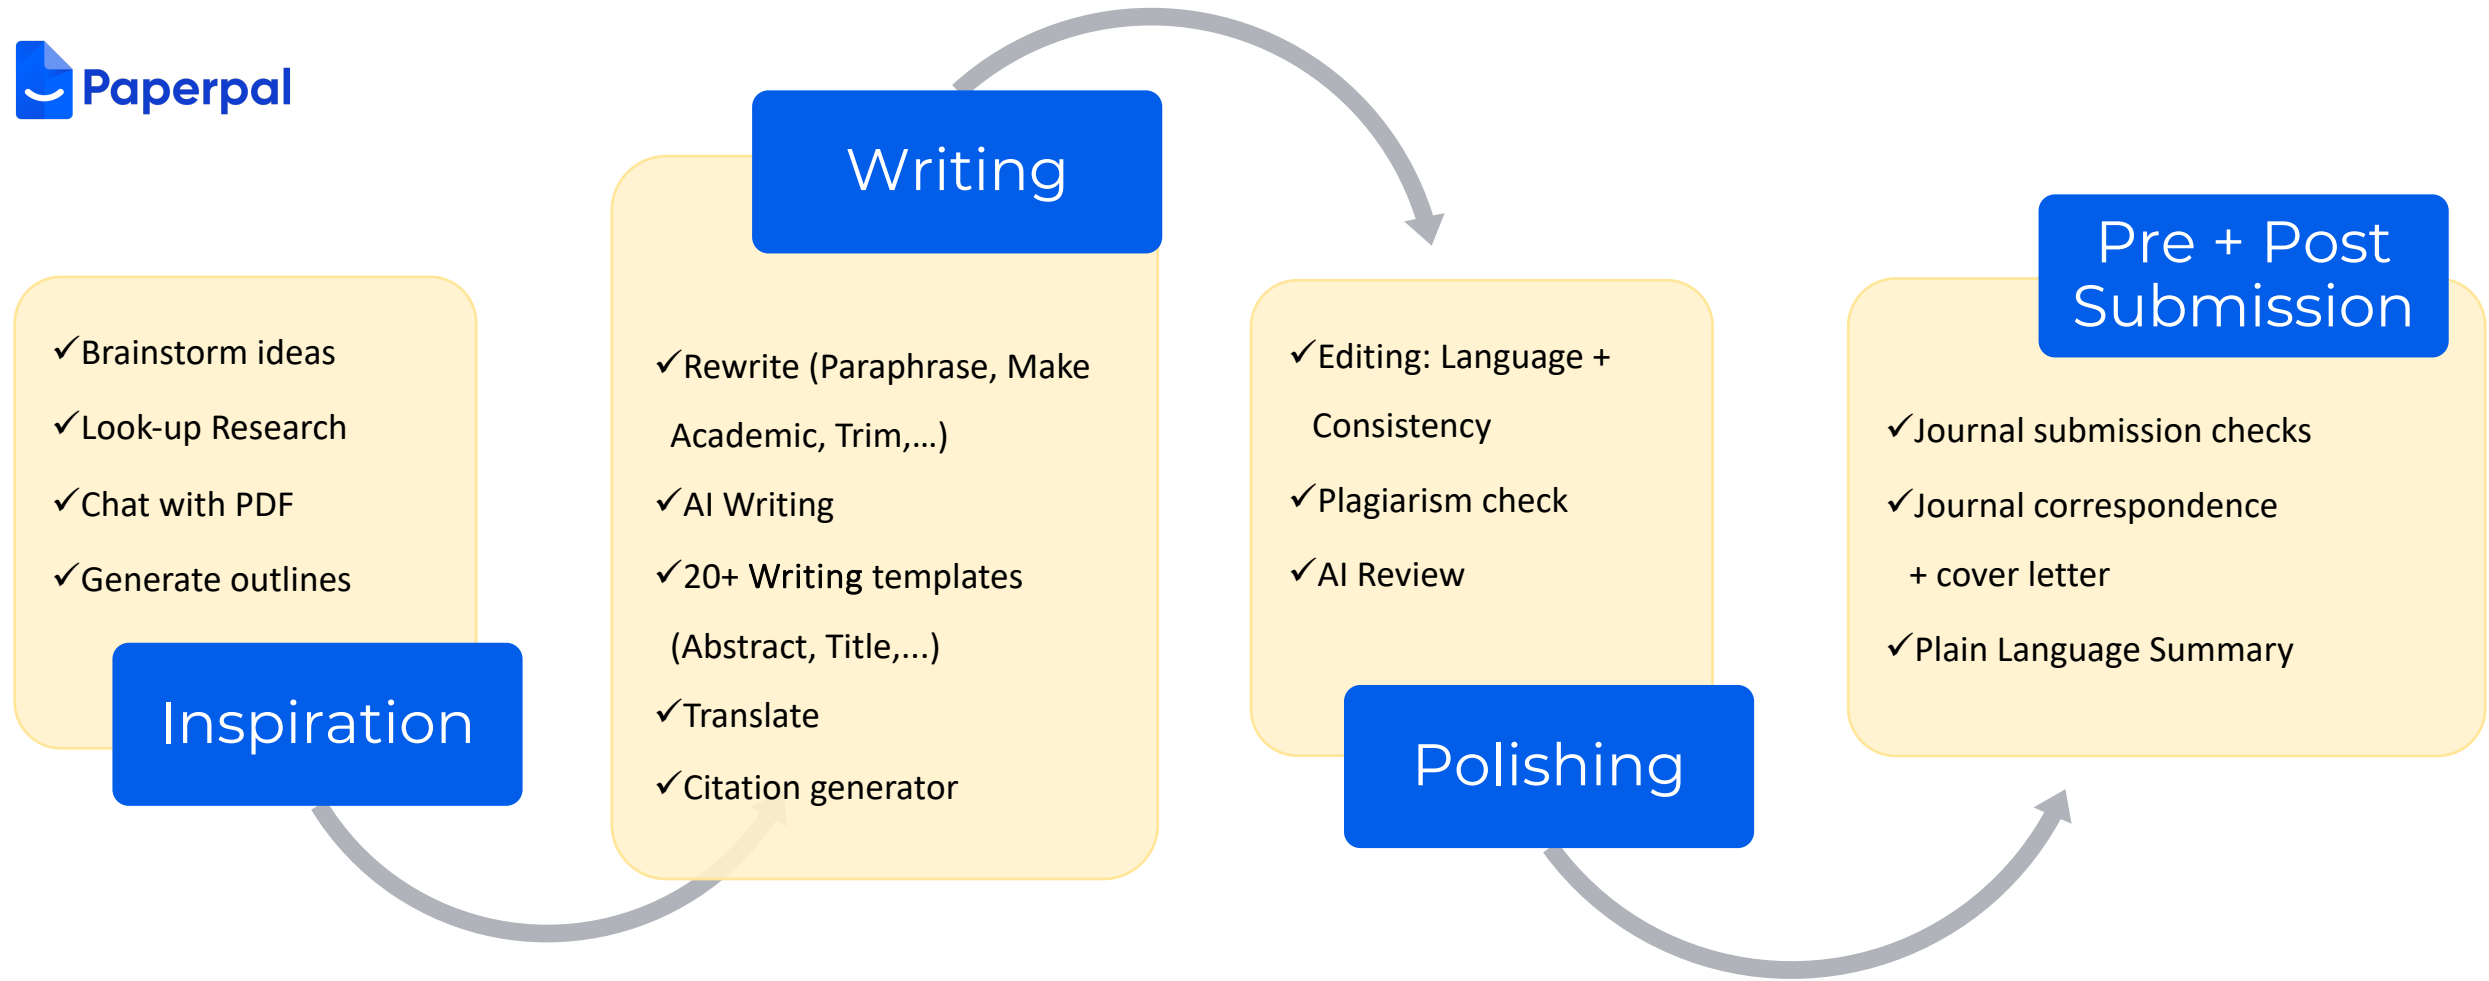 Paperpal
✓Brainstorm ideas
✓Look-up Research
✓Chat with PDF
✓Generate outlines
Inspiration
Writing
✓Rewrite (Paraphrase, Make
Academic, Trim,...)
✓AI Writing
✓20+ Writing templates
(Abstract, Title,...)
✓Translate
✓Citation generator
✓Editing: Language +
Consistency
✓Plagiarism check
✓AI Review
Polishing
Pre + Post
Submission
✓Journal submission checks
✓Journal correspondence
+ cover letter
✓Plain Language Summary